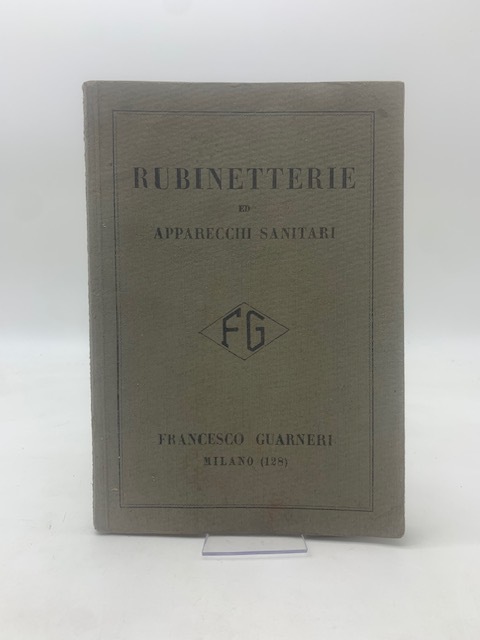 RUBINETTERIE
ED
APPARECCHI SANITARI
FG
FRANCESCO GUARNERI
MILANO (128)